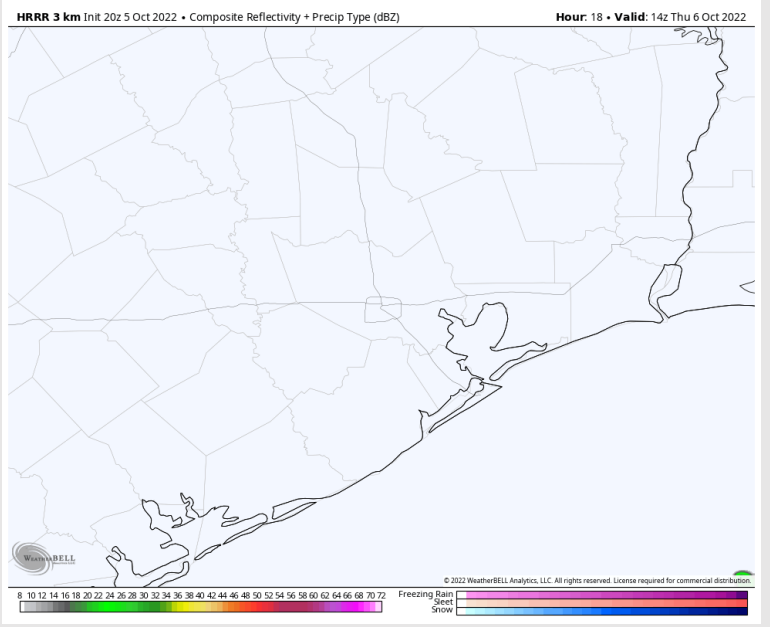 HRRR 3 km Init 20z 5 Oct 2022 • Composite Reflectivity + Precip Type (dBZ) Hour: 18 • Valid: 14z Thu 6 Oct 2022
WEATHERBELL
© 2022 WeatherBELL Analytics, LLC. All rights reserved. License required for commercial distribution.
8 10 12 14 16 18 20 22 24 26 28 30 32 34 36 38 40 42 44 46 48 50 52 54 56 58 60 62 64 66 68 70 72
Freezing Rain
Sleet
Snow